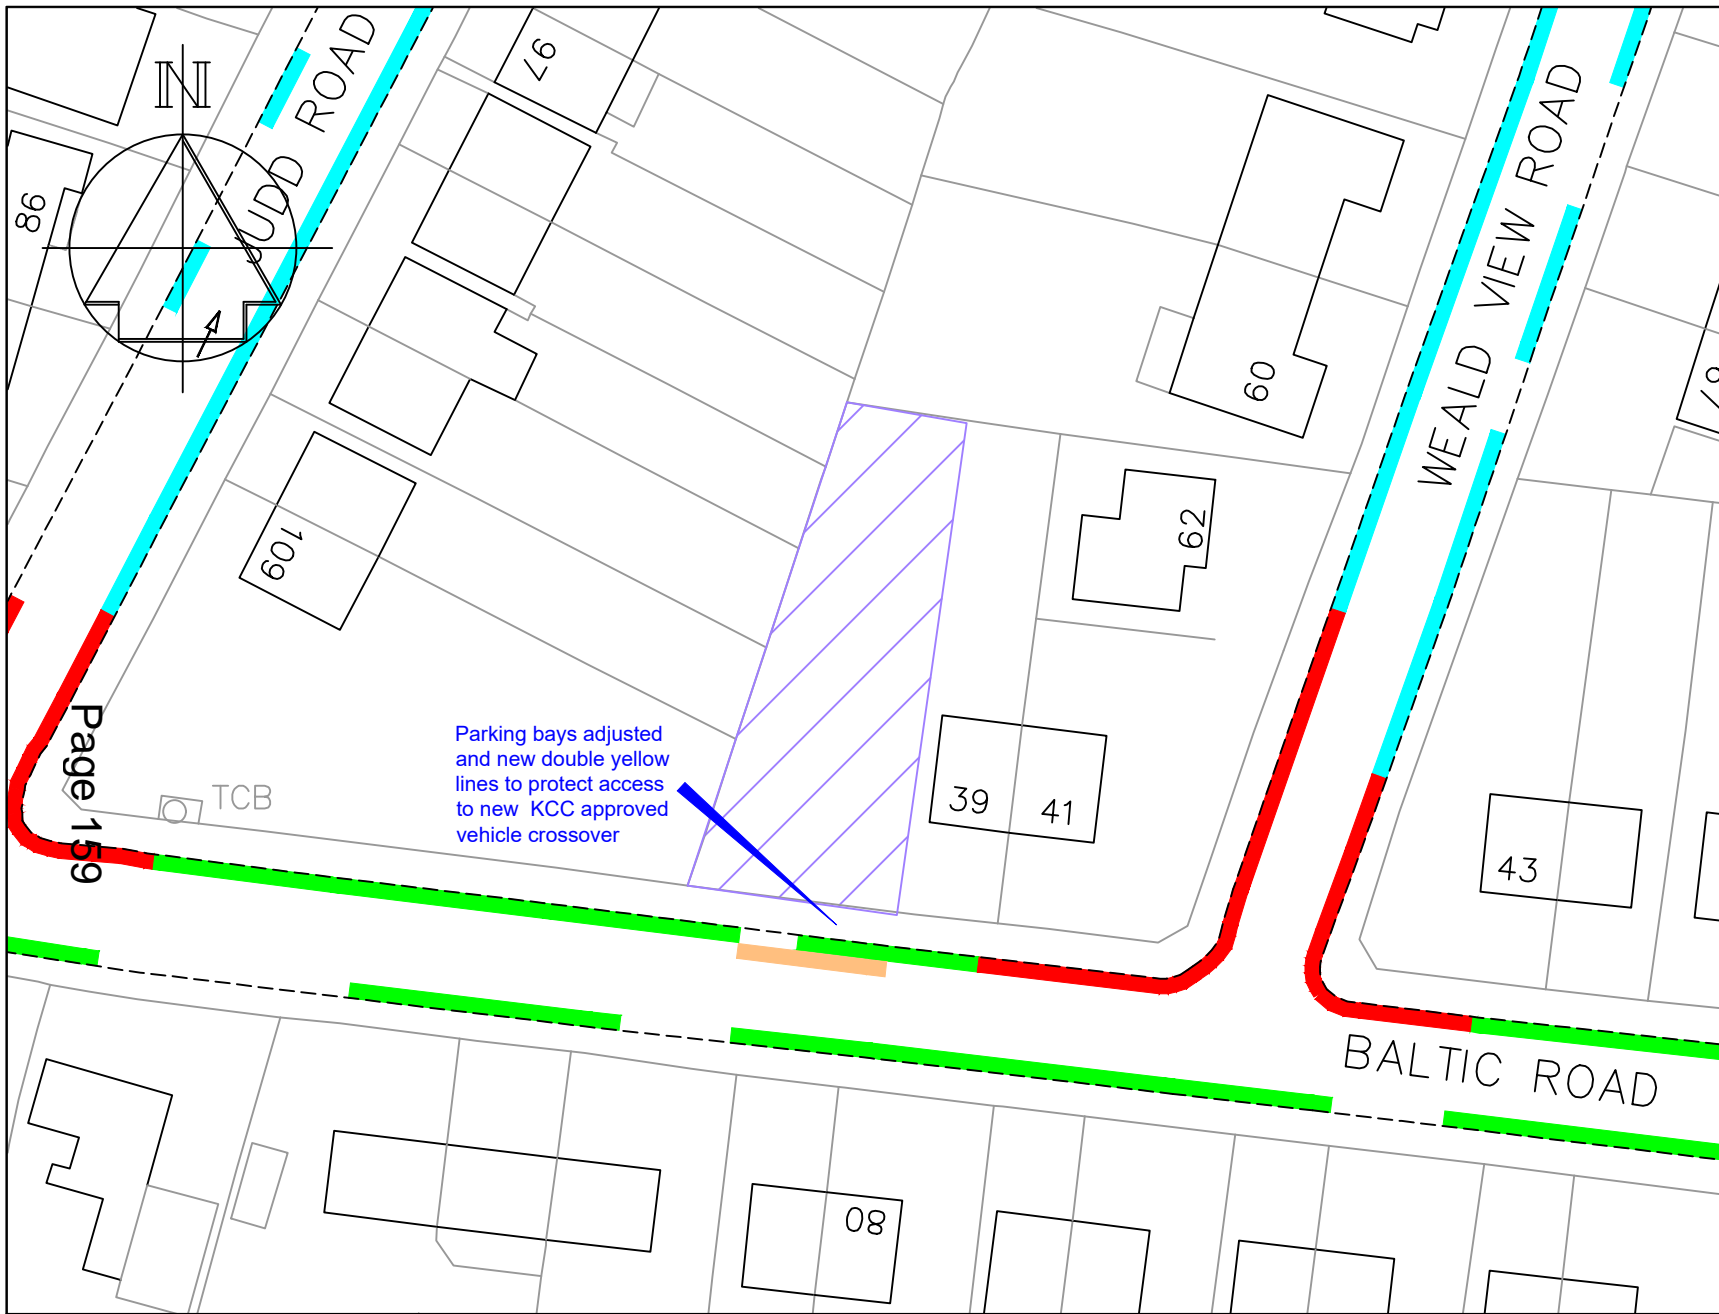 N
JUDD ROAD
97
98
WEALD VIEW ROAD
60
67
62
109
Page 159
TCB
Parking bays adjusted
and new double yellow
lines to protect access
to new KCC approved
vehicle crossover
39
41
43
BALTIC ROAD
80